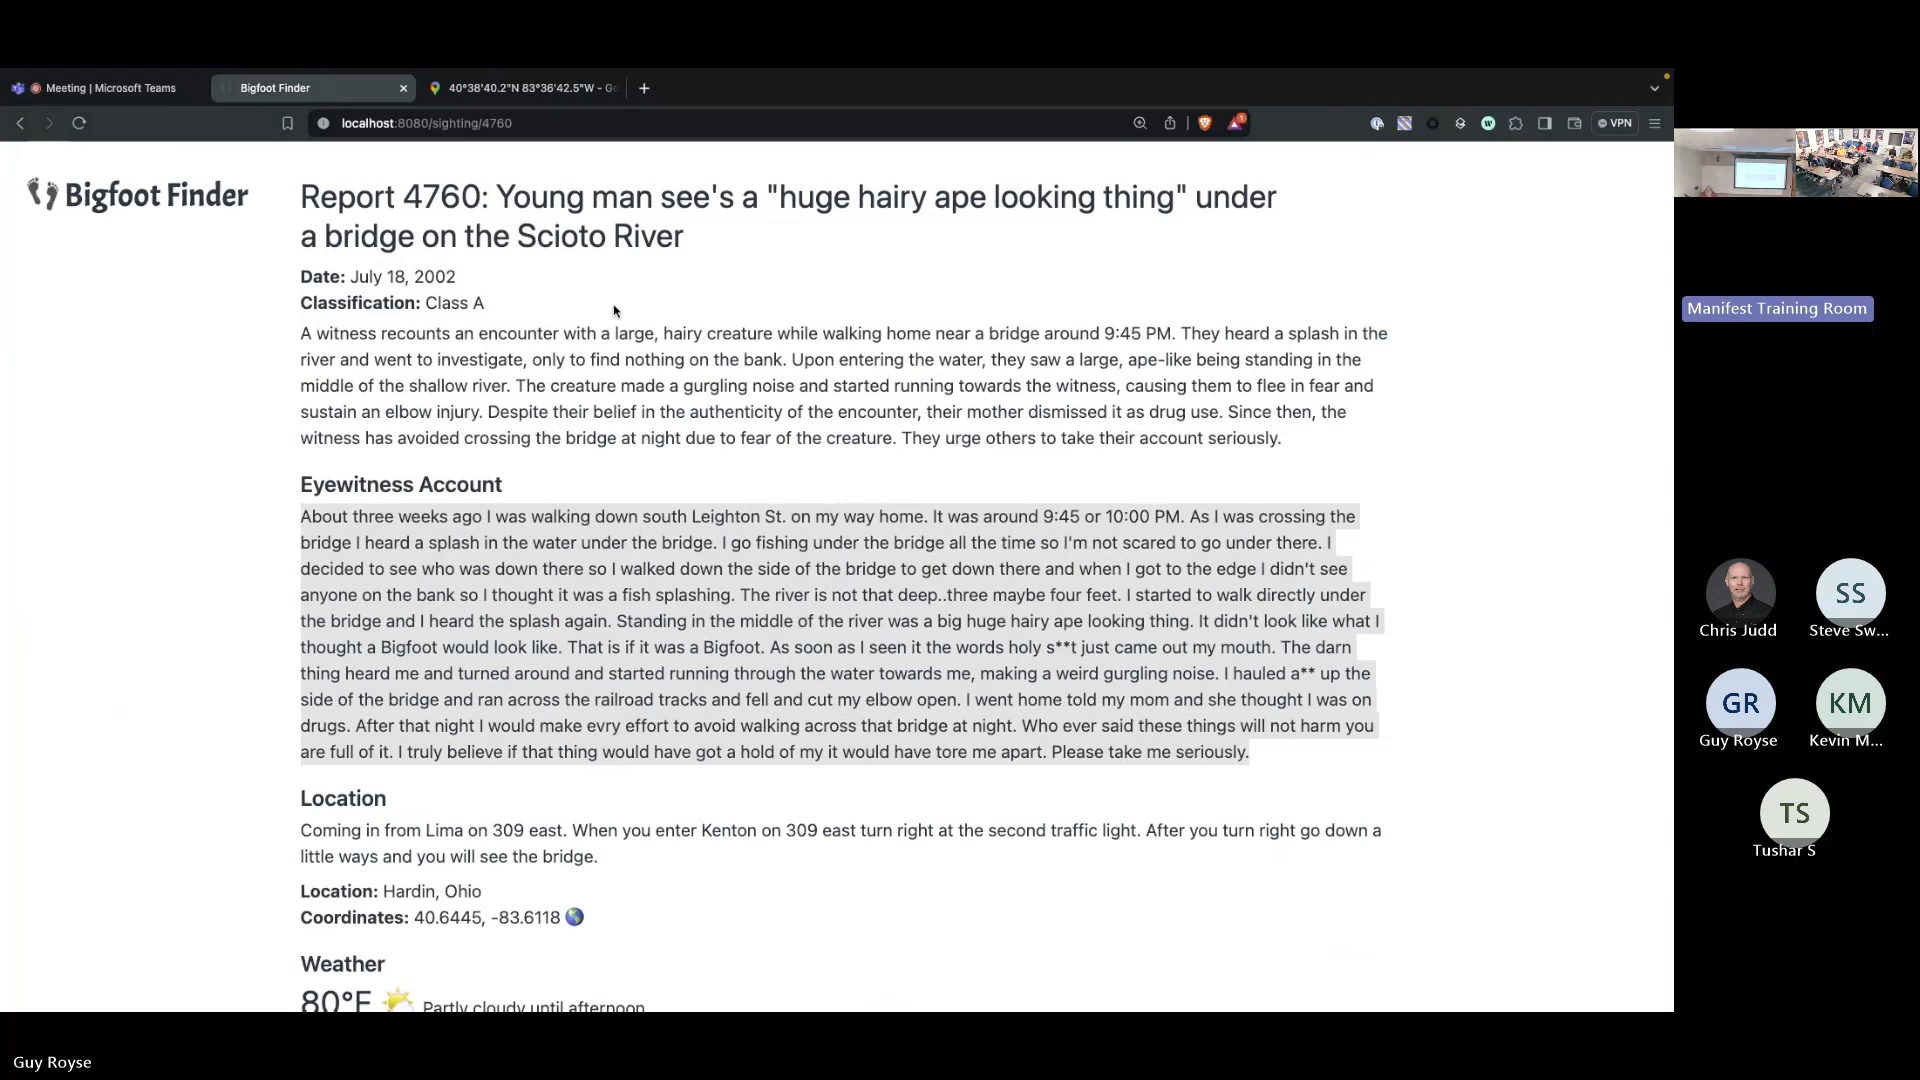 Meeting | Microsoft Teams
Bigfoot Finder
40°38'40.2"N 83°36'42.5"W - Go
localhost:8080/sighting/4760
1
VPN
Bigfoot Finder
Report 4760: Young man see's a "huge hairy ape looking thing" under
a bridge on the Scioto River
Date: July 18, 2002
Classification: Class A
A witness recounts an encounter with a large, hairy creature while walking home near a bridge around 9:45 PM. They heard a splash in the
river and went to investigate, only to find nothing on the bank. Upon entering the water, they saw a large, ape-like being standing in the
middle of the shallow river. The creature made a gurgling noise and started running towards the witness, causing them to flee in fear and
sustain an elbow injury. Despite their belief in the authenticity of the encounter, their mother dismissed it as drug use. Since then, the
witness has avoided crossing the bridge at night due to fear of the creature. They urge others to take their account seriously.
Eyewitness Account
About three weeks ago I was walking down south Leighton St. on my way home. It was around 9:45 or 10:00 PM. As I was crossing the
bridge I heard a splash in the water under the bridge. I go fishing under the bridge all the time so I'm not scared to go under there. I
decided to see who was down there so I walked down the side of the bridge to get down there and when I got to the edge I didn't see
anyone on the bank so I thought it was a fish splashing. The river is not that deep..three maybe four feet. I started to walk directly under
the bridge and I heard the splash again. Standing in the middle of the river was a big huge hairy ape looking thing. It didn't look like what I
thought a Bigfoot would look like. That is if it was a Bigfoot. As soon as I seen it the words holy s**t just came out my mouth. The darn
thing heard me and turned around and started running through the water towards me, making a weird gurgling noise. I hauled a** up the
side of the bridge and ran across the railroad tracks and fell and cut my elbow open. I went home told my mom and she thought I was on
drugs. After that night I would make evry effort to avoid walking across that bridge at night. Who ever said these things will not harm you
are full of it. I truly believe if that thing would have got a hold of my it would have tore me apart. Please take me seriously.
Location
Coming in from Lima on 309 east. When you enter Kenton on 309 east turn right at the second traffic light. After you turn right go down a
little ways and you will see the bridge.
Location: Hardin, Ohio
Coordinates: 40.6445, -83.6118
Weather
80°F Partly cloudy until afternoon
Manifest Training Room
Chris Judd
SS
Steve Sw...
GR
Guy Royse
KM
Kevin M...
TS
Tushar S
Guy Royse